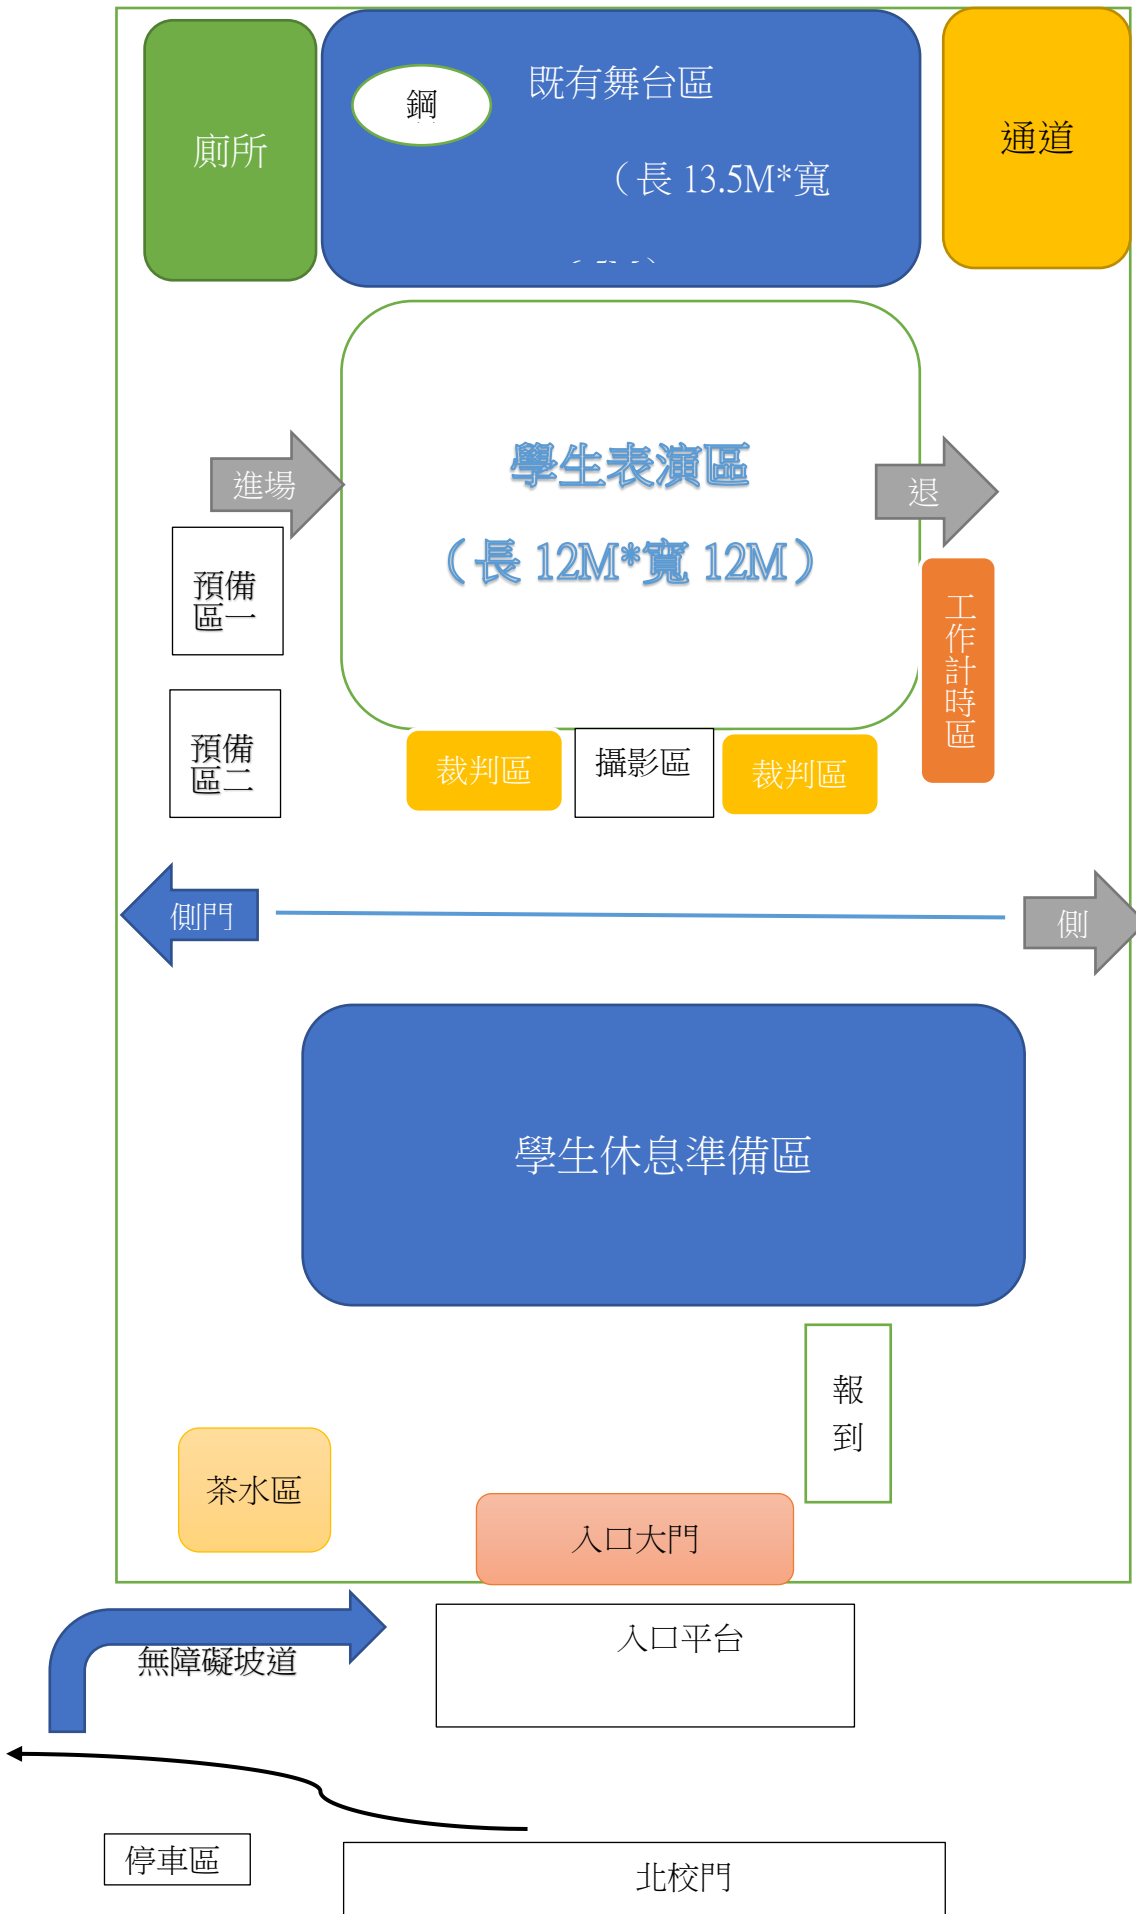 廁所
鋼
既有舞台區
（長 13.5M*寬
通道
學生表演區
（長 12M*寬 12M）
進場
退
預備
區一
預備
區二
工作計時區
裁判區
攝影區
裁判區
側門
側
學生休息準備區
報
到
茶水區
入口大門
入口平台
無障礙坡道
停車區
北校門